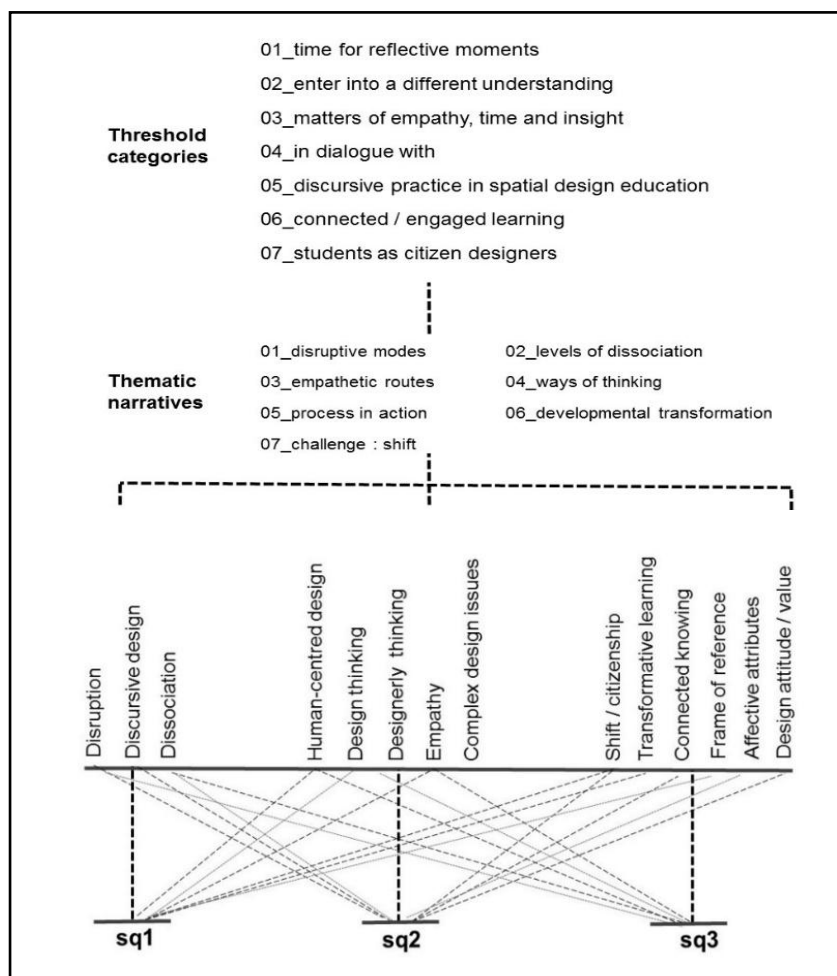 01_time for reflective moments
02_enter into a different understanding
Threshold categories
03_matters of empathy, time and insight
04_in dialogue with
05_discursive practice in spatial design education
06_connected / engaged learning
07_students as citizen designers
Thematic narratives
01_disruptive modes
02_levels of dissociation
03_empathetic routes
04_ways of thinking
05_process in action
06_developmental transformation
07_challenge : shift
Disruption
Discursive design
Dissociation
Human-centred design
Design thinking
Designerly thinking
Empathy
Complex design issues
Shift / citizenship
Transformative learning
Connected knowing
Frame of reference
Affective attributes
Design attitude / value
sq1
sq2
sq3